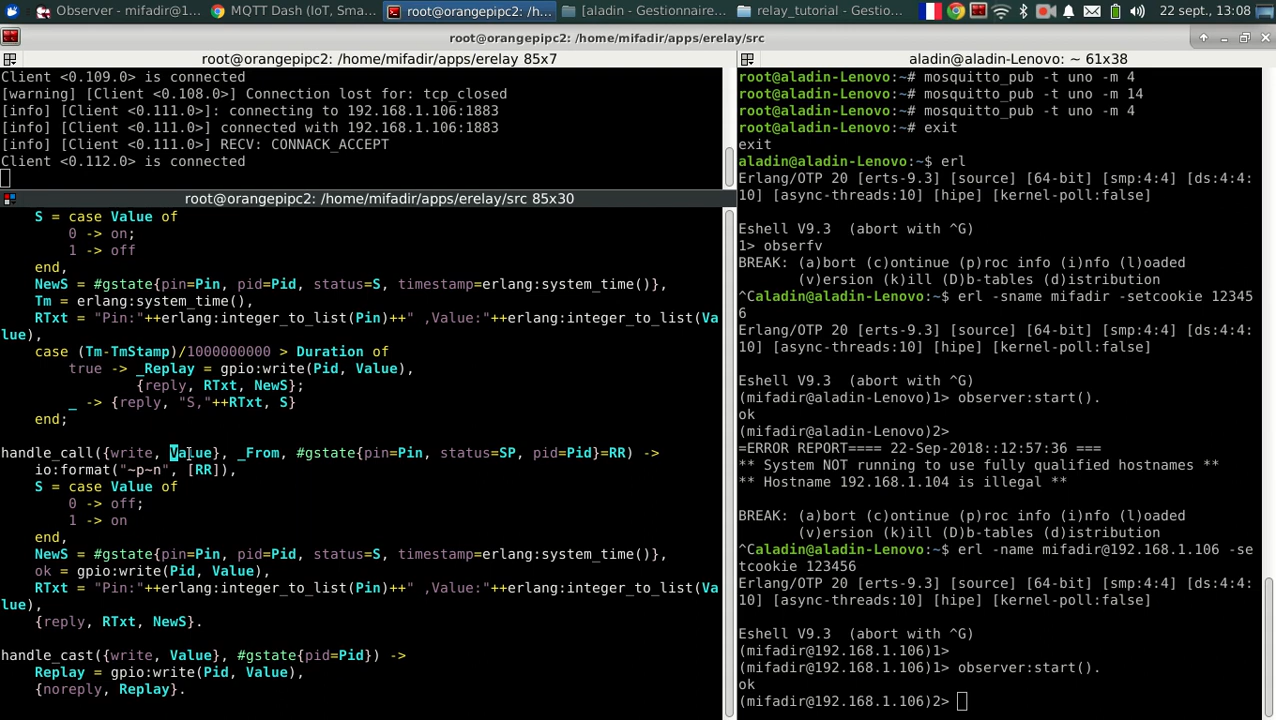 e_Courrier - mifadir@1...
MQTT Dash (IoT, Sma...
root@orangepipc2: /h...
[aladin - Gestionnaire...
relay_tutorial - Gestio...
22 sept., 13:08
root@orangepipc2: /home/mifadir/apps/erelay/src
root@orangepipc2: /home/mifadir/apps/erelay 85x7
Client <0.109.0> is connected
[warning] [Client <0.108.0>] Connection lost for: tcp_closed
[info] [Client <0.111.0>]: connecting to 192.168.1.106:1883
[info] [Client <0.111.0>] connected with 192.168.1.106:1883
[info] [Client <0.111.0>] RECV: CONNACK_ACCEPT
Client <0.112.0> is connected
root@orangepipc2: /home/mifadir/apps/erelay/src 85x30
S = case Value of
0 -> on;
1 -> off
end,
NewS = #gstate{pin=Pin, pid=Pid, status=S, timestamp=erlang:system_time()},
Tm = erlang:system_time(),
RTxt = "Pin:"++erlang:integer_to_list(Pin)++" ,Value:"++erlang:integer_to_list(Va
lue),
case (Tm-TmStamp)/1000000000 > Duration of
true -> _Replay = gpio:write(Pid, Value),
{reply, RTxt, NewS};
_ -> {reply, "S,"++RTxt, S}
end;
handle_call({write, Value}, _From, #gstate{pin=Pin, status=SP, pid=Pid}=RR) ->
io:format("~p~n", [RR]),
S = case Value of
0 -> off;
1 -> on
end,
NewS = #gstate{pin=Pin, pid=Pid, status=S, timestamp=erlang:system_time()},
ok = gpio:write(Pid, Value),
RTxt = "Pin:"++erlang:integer_to_list(Pin)++" ,Value:"++erlang:integer_to_list(Va
lue),
{reply, RTxt, NewS}.
handle_cast({write, Value}, #gstate{pid=Pid}) ->
Replay = gpio:write(Pid, Value),
{noreply, Replay}.
aladin@aladin-Lenovo: ~ 61x38
root@aladin-Lenovo:~# mosquitto_pub -t uno -m 4
root@aladin-Lenovo:~# mosquitto_pub -t uno -m 14
root@aladin-Lenovo:~# mosquitto_pub -t uno -m 4
root@aladin-Lenovo:~# exit
exit
aladin@aladin-Lenovo:~$ erl
Erlang/OTP 20 [erts-9.3] [source] [64-bit] [smp:4:4] [ds:4:4:
10] [async-threads:10] [hipe] [kernel-poll:false]
Eshell V9.3  (abort with ^G)
1> obserfv
BREAK: (a)bort (c)ontinue (p)roc info (i)nfo (l)oaded
(v)ersion (k)ill (D)b-tables (d)istribution
^Caladin@aladin-Lenovo:~$ erl -sname mifadir -setcookie 12345
6
Erlang/OTP 20 [erts-9.3] [source] [64-bit] [smp:4:4] [ds:4:4:
10] [async-threads:10] [hipe] [kernel-poll:false]
Eshell V9.3  (abort with ^G)
(mifadir@aladin-Lenovo)1> observer:start().
ok
(mifadir@aladin-Lenovo)2>
=ERROR REPORT==== 22-Sep-2018::12:57:36 ===
** System NOT running to use fully qualified hostnames **
** Hostname 192.168.1.104 is illegal **
BREAK: (a)bort (c)ontinue (p)roc info (i)nfo (l)oaded
(v)ersion (k)ill (D)b-tables (d)istribution
^Caladin@aladin-Lenovo:~$ erl -name mifadir@192.168.1.106 -se
tcookie 123456
Erlang/OTP 20 [erts-9.3] [source] [64-bit] [smp:4:4] [ds:4:4:
10] [async-threads:10] [hipe] [kernel-poll:false]
Eshell V9.3  (abort with ^G)
(mifadir@192.168.1.106)1>
(mifadir@192.168.1.106)1> observer:start().
ok
(mifadir@192.168.1.106)2>